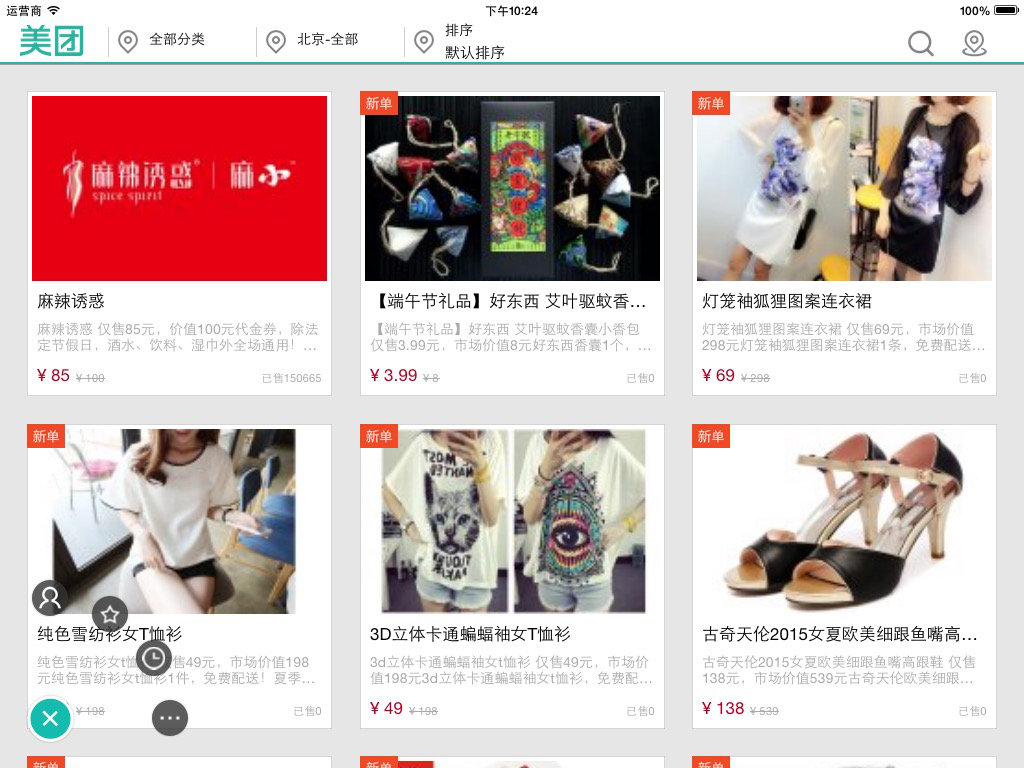 运营商
下午10:24
100%
美团
全部分类
北京-全部
排序
默认排序
麻辣诱惑® | 麻小™
spice spirit
麻辣诱惑
麻辣诱惑 仅售85元，价值100元代金券，除法
定节假日，酒水、饮料、湿巾外全场通用！…
¥ 85 ¥ 100
已售150665
新单
【端午节礼品】好东西 艾叶驱蚊香…
【端午节礼品】好东西 艾叶驱蚊香囊小香包
仅售3.99元，市场价值8元好东西香囊1个，…
¥ 3.99 ¥ 8
已售0
新单
灯笼袖狐狸图案连衣裙
灯笼袖狐狸图案连衣裙 仅售69元，市场价值
298元灯笼袖狐狸图案连衣裙1条，免费配送…
¥ 69 ¥ 298
已售0
新单
纯色雪纺衫女T恤衫
纯色雪纺衫女t恤 售49元，市场价值198
元纯色雪纺衫女t恤衫1件，免费配送！夏季…
¥ 198
已售0
新单
MOST
WANTED
3D立体卡通蝙蝠袖女T恤衫
3d立体卡通蝙蝠袖女t恤衫 仅售49元，市场价
值198元3d立体卡通蝙蝠袖女t恤衫，免费配…
¥ 49 ¥ 198
已售0
新单
古奇天伦2015女夏欧美细跟鱼嘴高…
古奇天伦2015女夏欧美细跟鱼嘴高跟鞋 仅售
138元，市场价值539元古奇天伦欧美细跟…
¥ 138 ¥ 539
已售0
新单
新单
新单